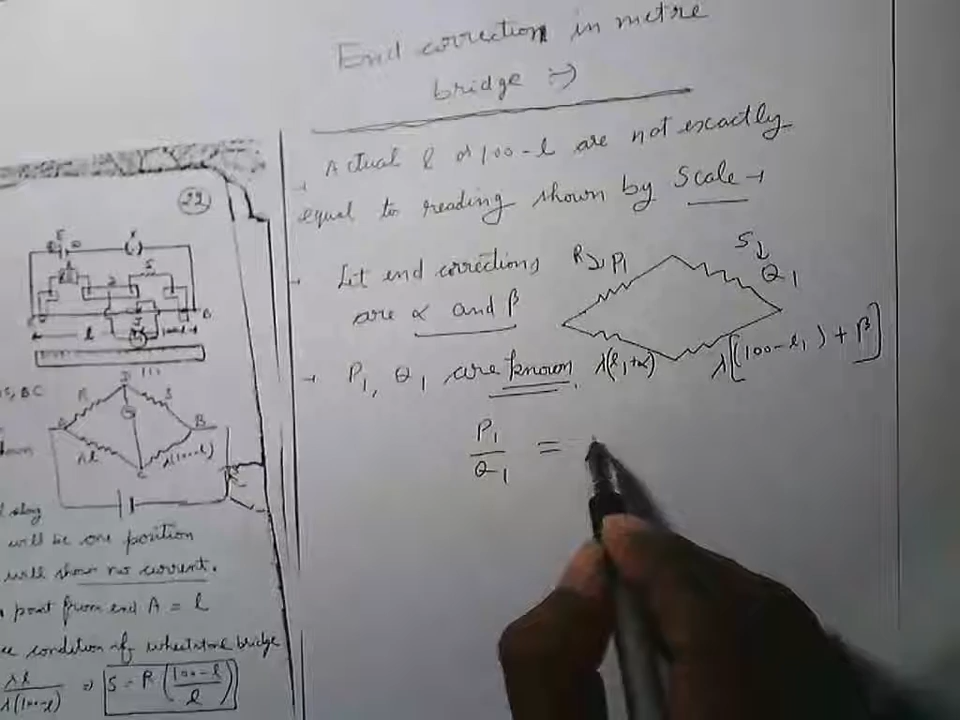 End correction in metre
bridge :→
→ Actual l & 100-l are not exactly
equal to reading shown by Scale →
→ Let end corrections
are α and β
R → P1
S ↓
Q1
→ P1, Q1 are known.
λ(l1+α)
λ[(100-l1)+β]
P1/Q1 =
22
E
K
S
B
l
100-l
D
R
S
A
G
B
λl
C
λ(100-l)
S, BC
along
will be one position
will show no current.
point from end A = l
condition of wheatstone bridge
λl/λ(100-l) ⇒ S = R(100-l/l)